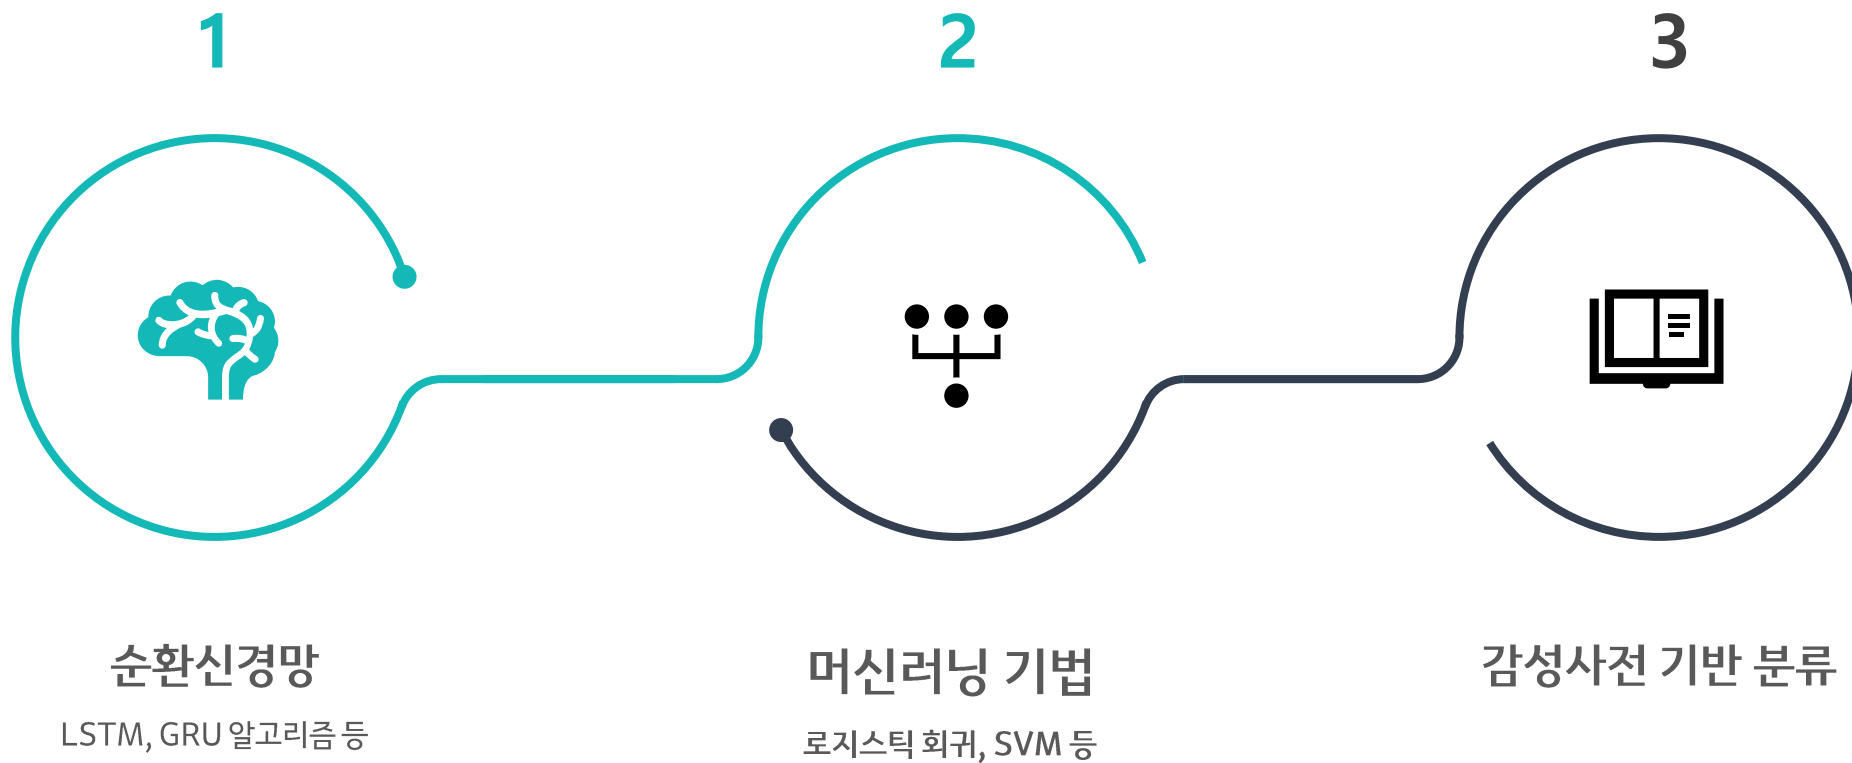 1
2
3
순환신경망
LSTM, GRU 알고리즘 등
머신러닝 기법
로지스틱 회귀, SVM 등
감성사전 기반 분류